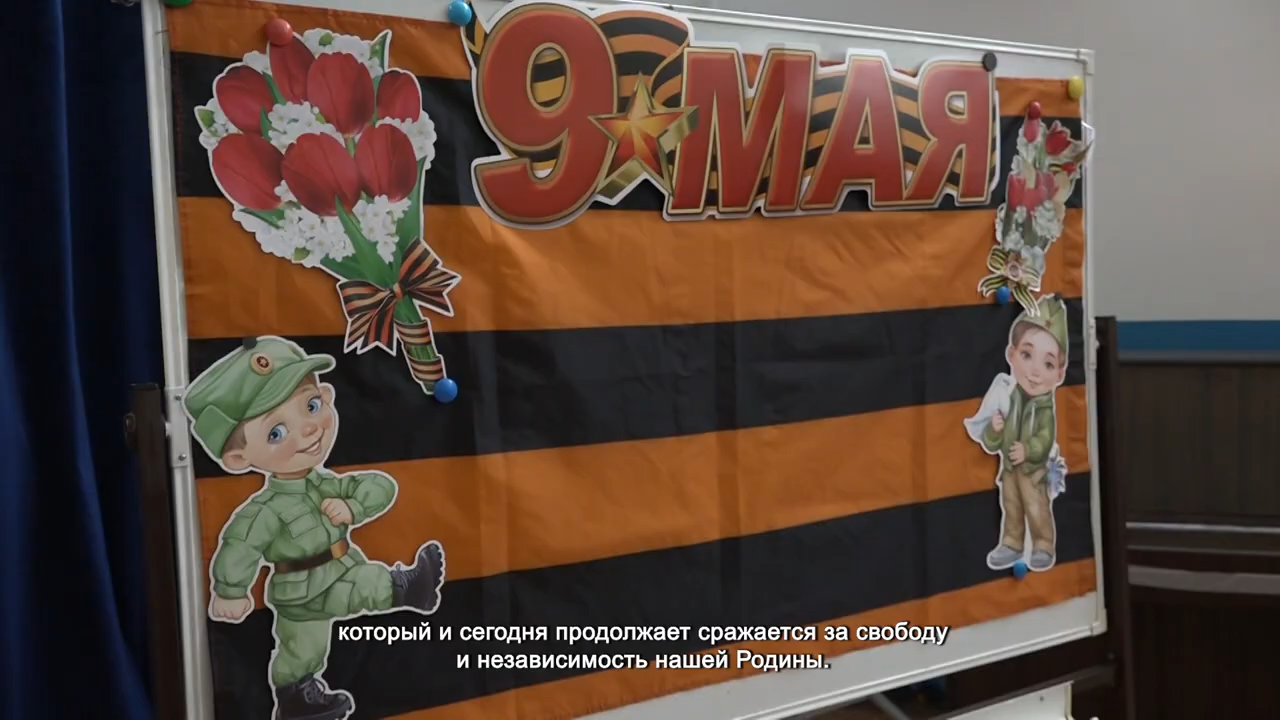 9 МАЯ
который и сегодня продолжает сражается за свободу
и независимость нашей Родины.